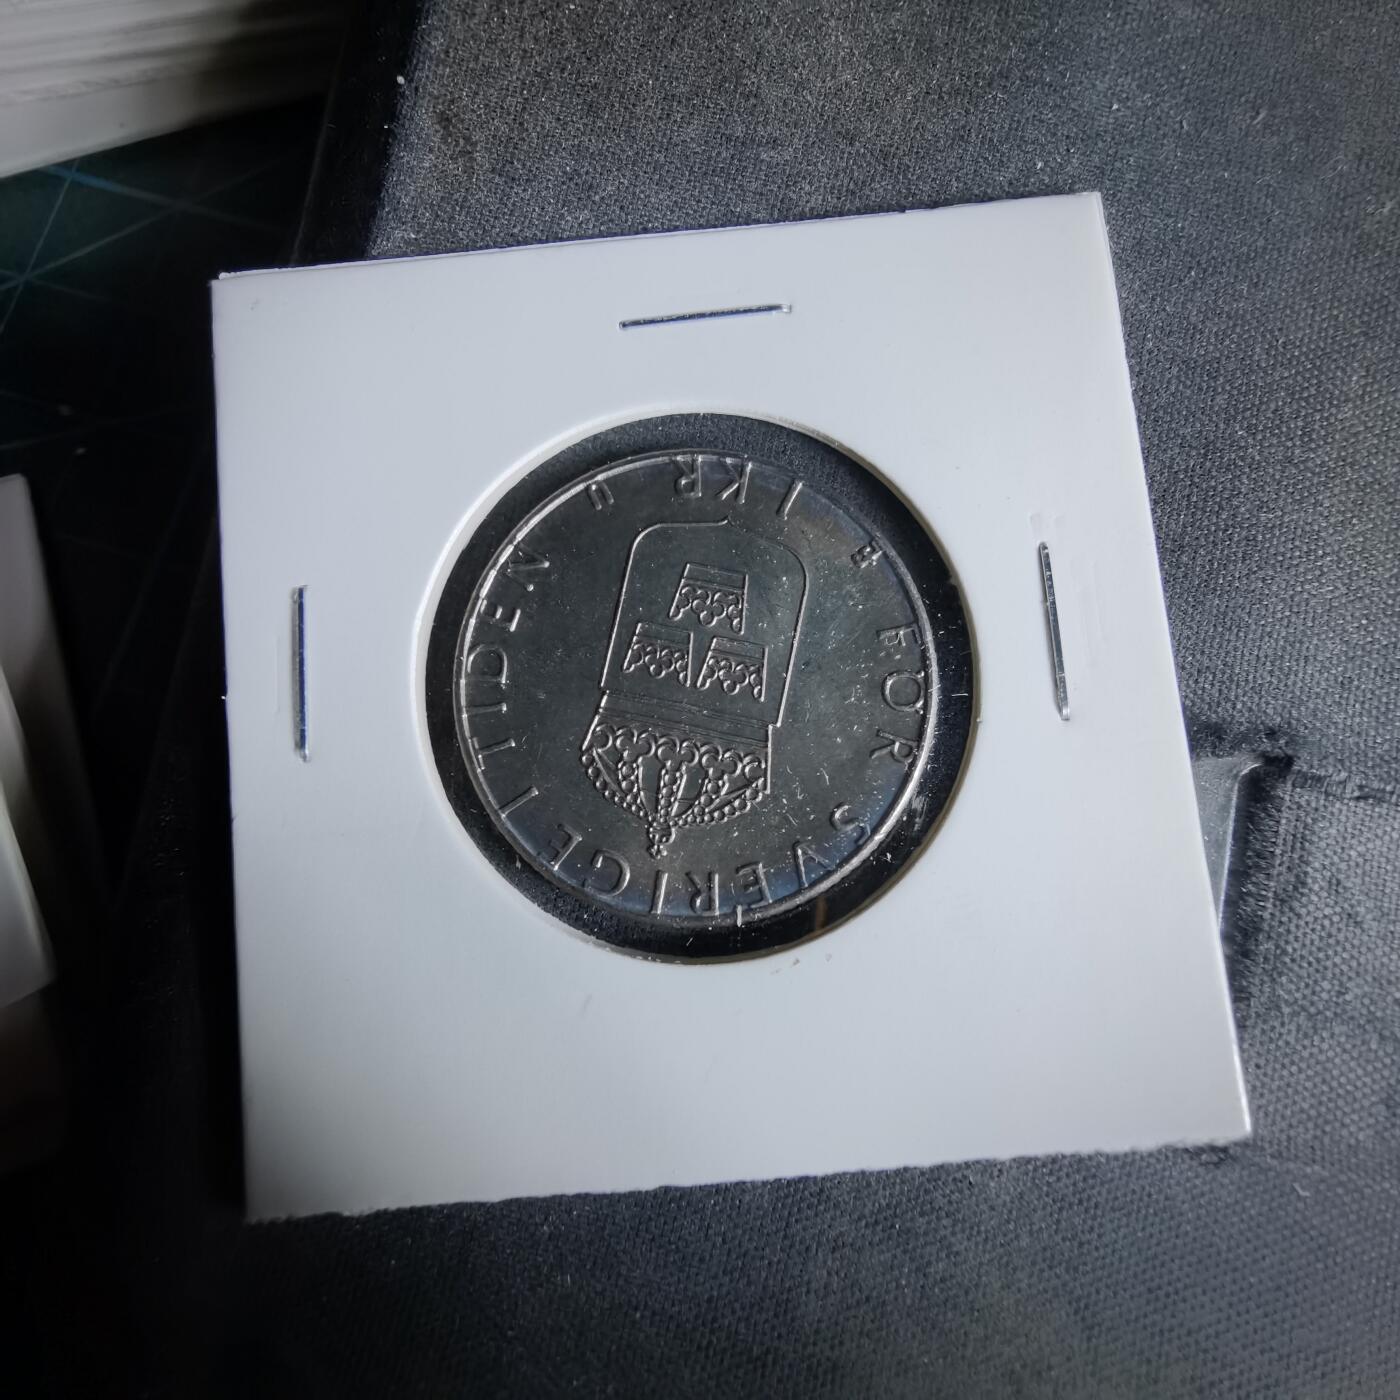 FÖR SVERIGE I TIDEN
U
1 KR